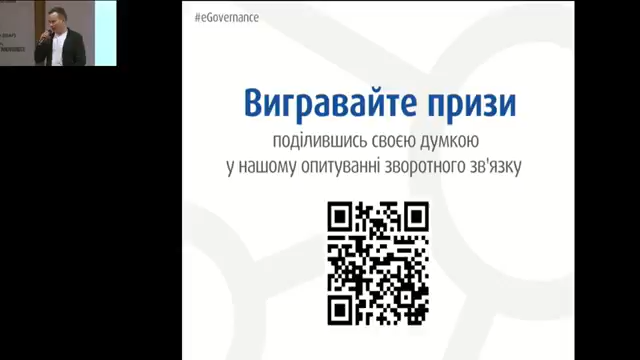 #eGovernance
Вигравайте призи
поділившись своєю думкою
у нашому опитуванні зворотного зв'язку